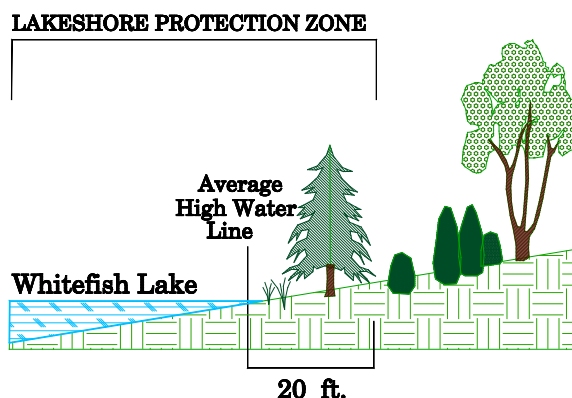 LAKESHORE PROTECTION ZONE
Average
High Water
Line
Whitefish Lake
20 ft.